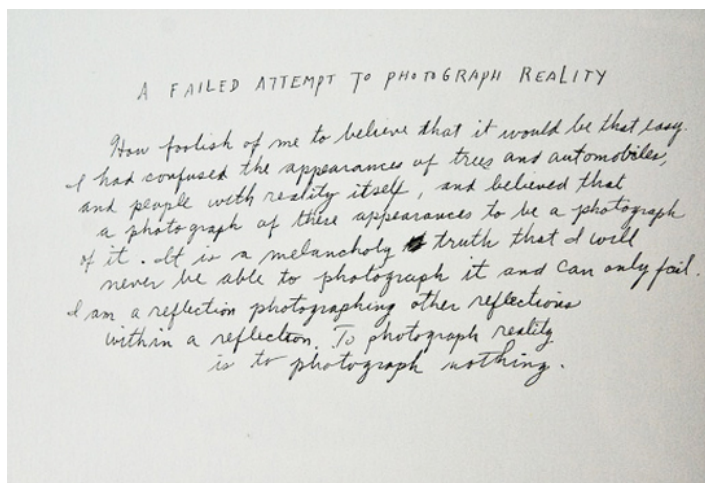 A FAILED ATTEMPT TO PHOTOGRAPH REALITY
How foolish of me to believe that it would be that easy.
I had confused the appearances of trees and automobiles,
and people with reality itself, and believed that
a photograph of these appearances to be a photograph
of it. It is a melancholy truth that I will
never be able to photograph it and can only fail.
I am a reflection photographing other reflections
within a reflection. To photograph reality
is to photograph nothing.